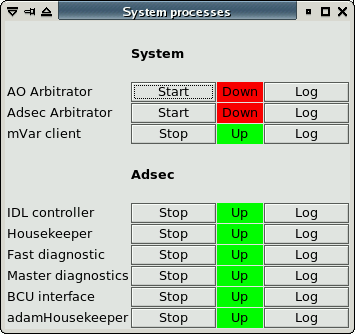 System processes
System
AO Arbitrator Start Down Log
Adsec Arbitrator Start Down Log
mVar client Stop Up Log
Adsec
IDL controller Stop Up Log
Housekeeper Stop Up Log
Fast diagnostic Stop Up Log
Master diagnostics Stop Up Log
BCU interface Stop Up Log
adamHousekeeper Stop Up Log